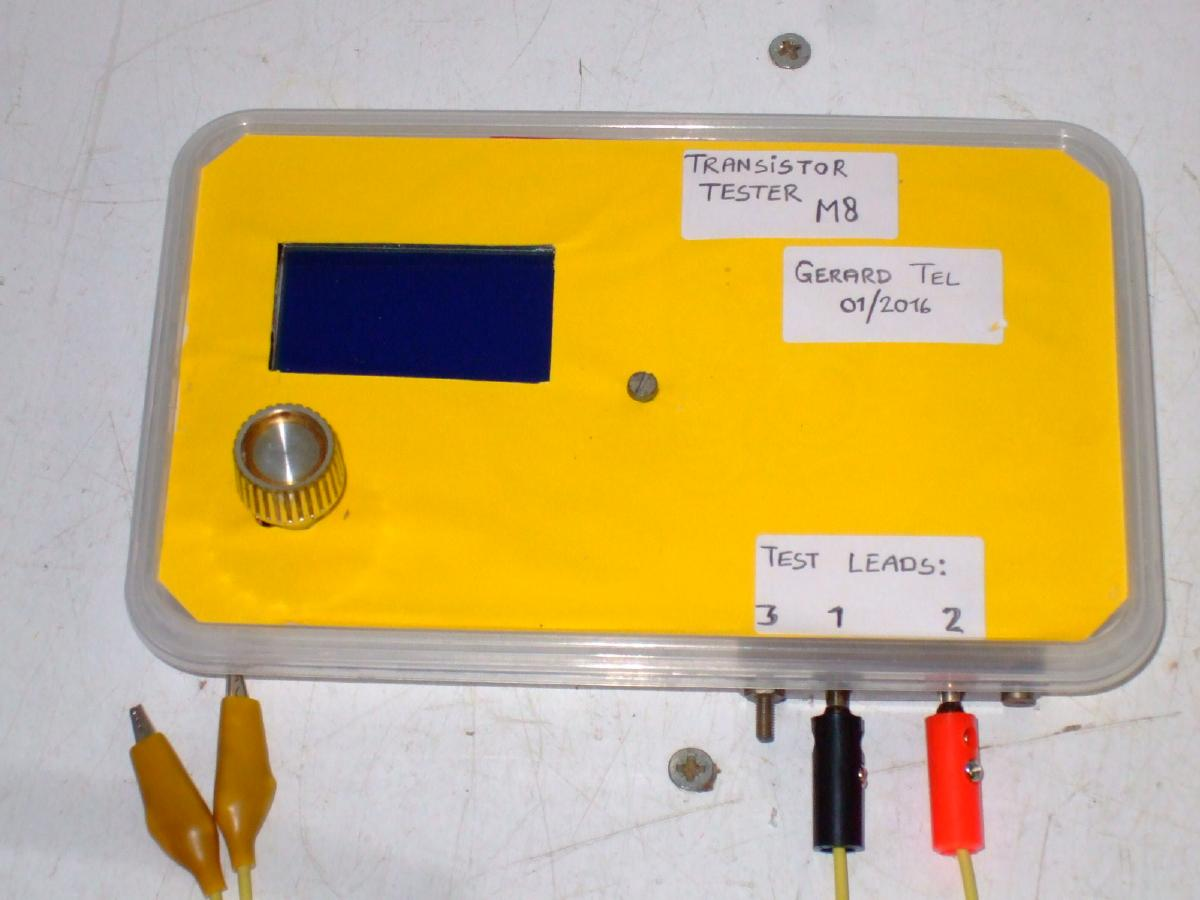 TRANSISTOR
TESTER M8
GERARD TEL
01/2016
TEST LEADS:
3 1 2